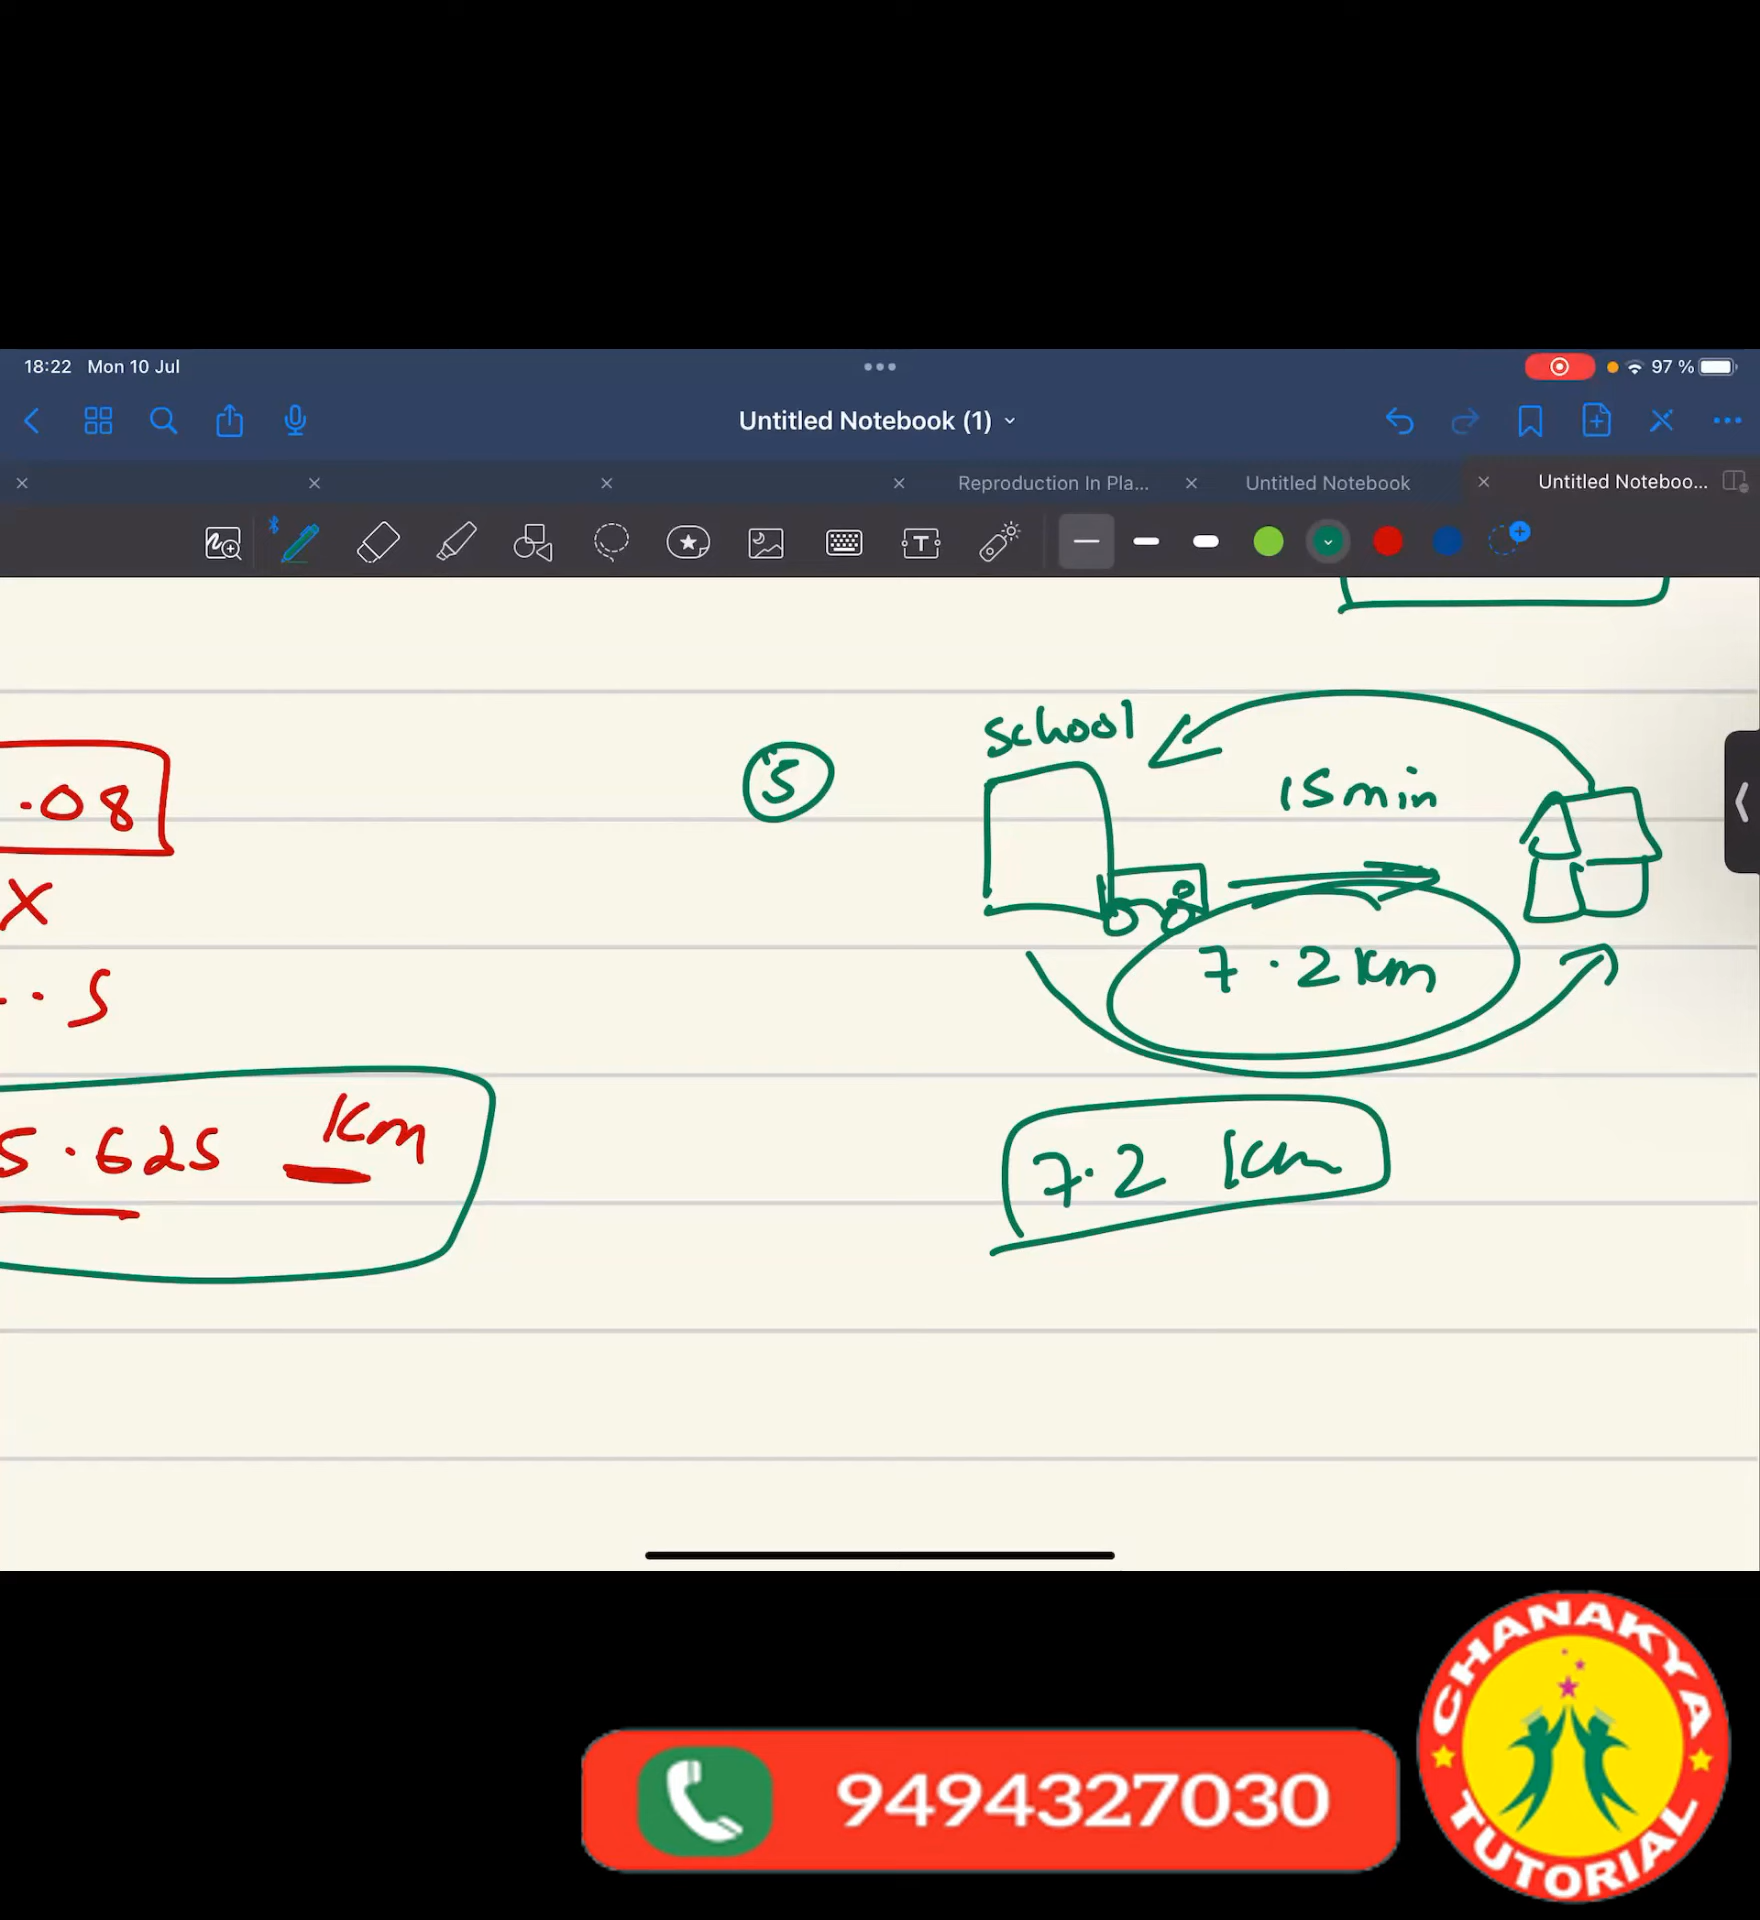 18:22 Mon 10 Jul
97 %
Untitled Notebook (1)
Reproduction In Pla...
Untitled Notebook
Untitled Noteboo...
T
school
.08
5
15min
X
7.2 km
. . 5
5.625 Km
7.2 km
9494327030
CHANAKYA
TUTORIAL